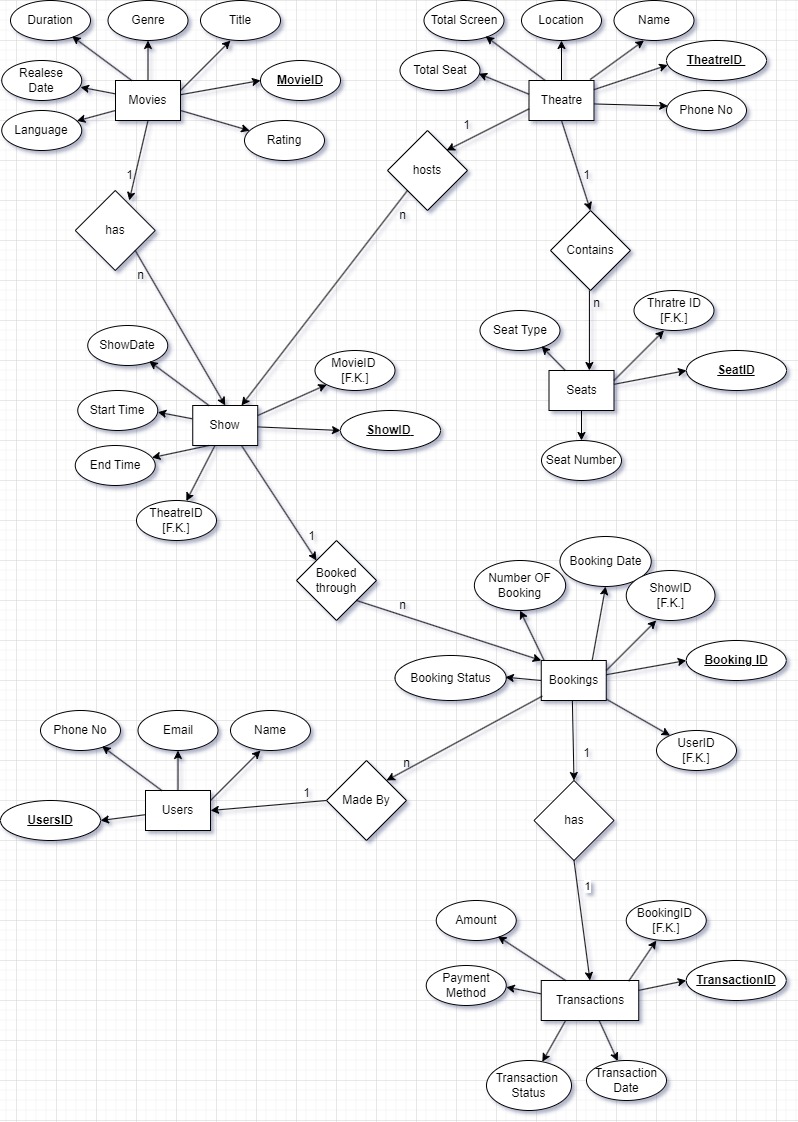 Duration
Genre
Title
Realese
Date
Movies
MovieID
Language
Rating
Total Screen
Location
Name
Total Seat
Theatre
TheatreID
Phone No
1
hosts
n
1
has
n
1
Contains
n
Thratre ID
[F.K.]
Seat Type
SeatID
Seats
Seat Number
ShowDate
MovieID
[F.K.]
Start Time
Show
ShowID
End Time
TheatreID
[F.K.]
1
Booked
through
n
Number OF
Booking
Booking Date
ShowID
[F.K.]
Booking Status
Bookings
Booking ID
UserID
[F.K.]
Phone No
Email
Name
n
Made By
1
Users
UsersID
1
has
1
Amount
BookingID
[F.K.]
Payment
Method
Transactions
TransactionID
Transaction
Status
Transaction
Date